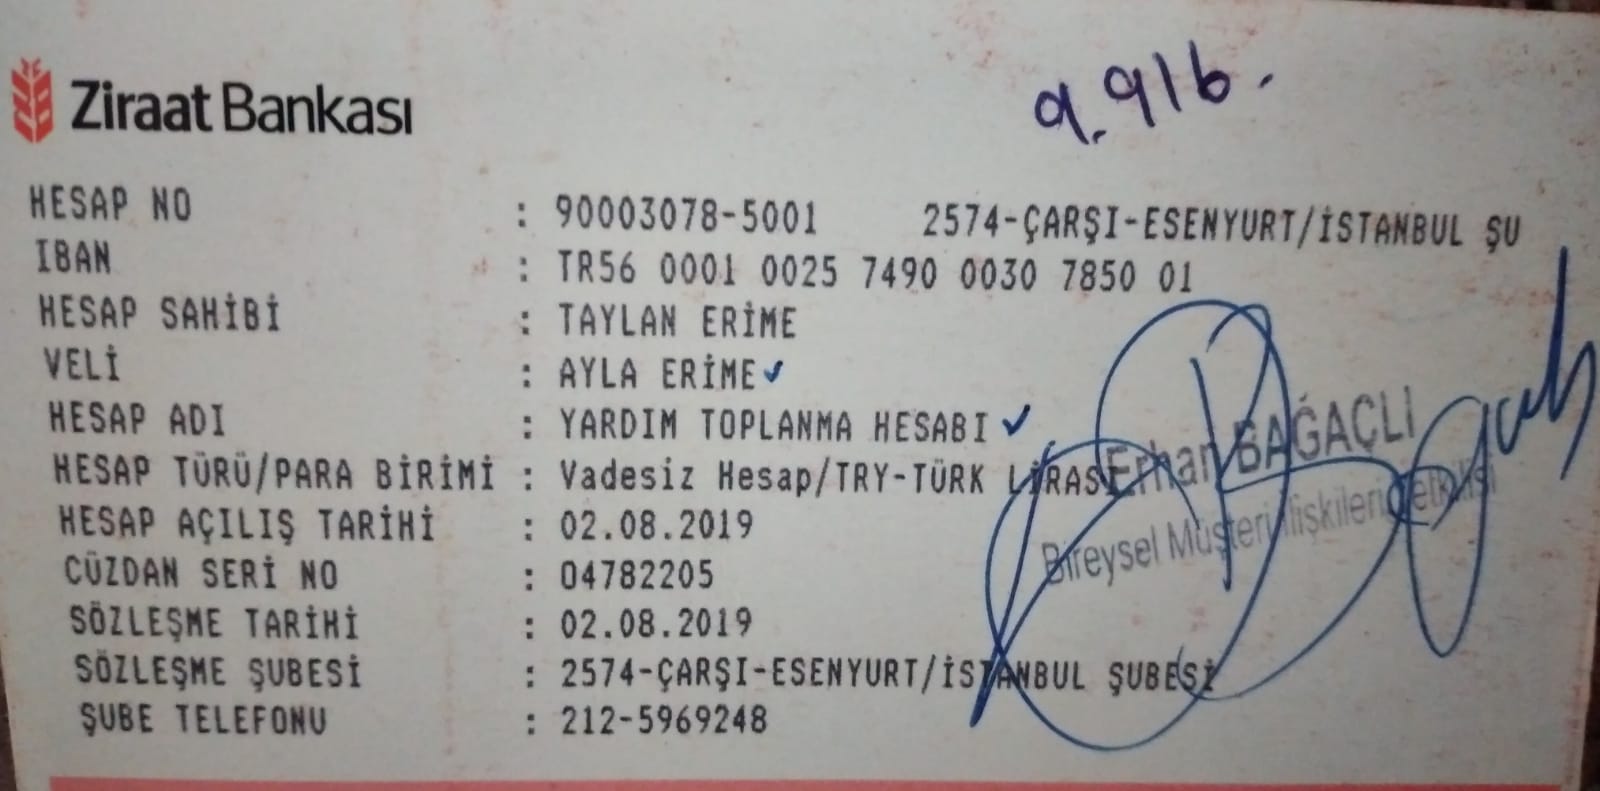 Ziraat Bankası
9.916.
HESAP NO : 90003078-5001 2574-ÇARŞI-ESENYURT/İSTANBUL ŞU
IBAN : TR56 0001 0025 7490 0030 7850 01
HESAP SAHİBİ : TAYLAN ERİME
VELİ : AYLA ERİME
HESAP ADI : YARDIM TOPLANMA HESABI
HESAP TÜRÜ/PARA BİRİMİ : Vadesiz Hesap/TRY-TÜRK LİRASI
Erhan BAĞAÇLI
HESAP AÇILIŞ TARİHİ : 02.08.2019
Bireysel Müşteri İlişkileri Yetkilisi
CÜZDAN SERİ NO : 04782205
SÖZLEŞME TARİHİ : 02.08.2019
SÖZLEŞME ŞUBESİ : 2574-ÇARŞI-ESENYURT/İSTANBUL ŞUBESİ
ŞUBE TELEFONU : 212-5969248